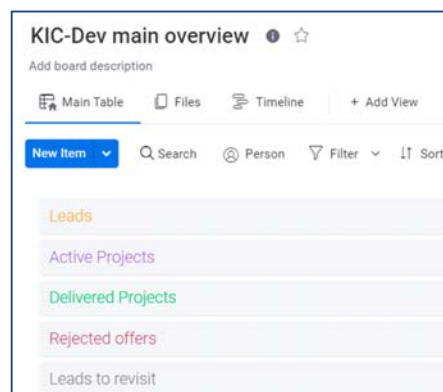 KIC-Dev main overview
Add board description
Main Table Files Timeline + Add View
New Item Search Person Filter Sort
Leads
Active Projects
Delivered Projects
Rejected offers
Leads to revisit